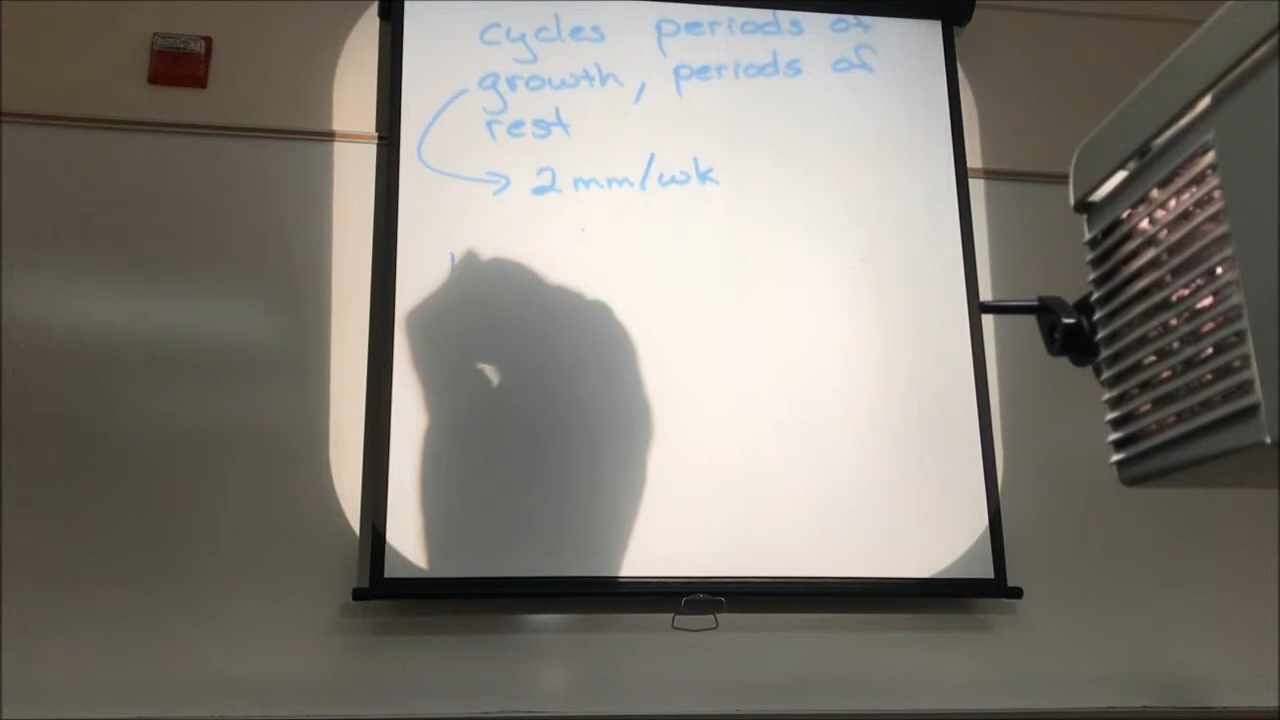 cycles periods of
growth, periods of
rest
2 mm/wk